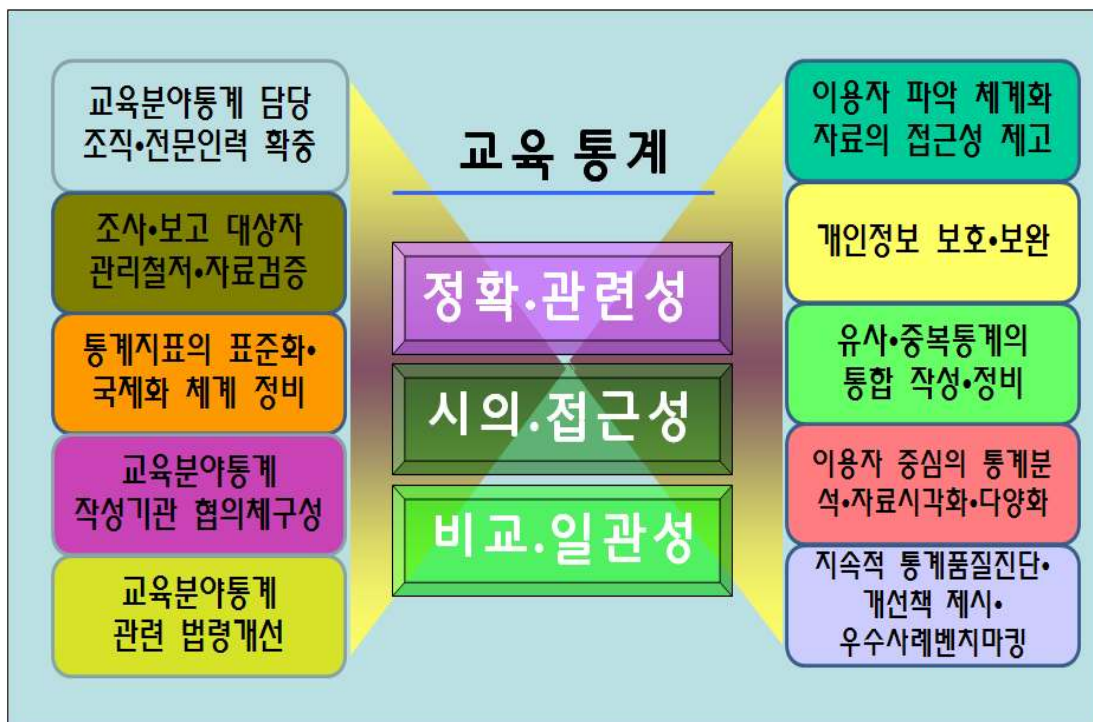 교육분야통계 담당
조직•전문인력 확충
조사•보고 대상자
관리철저•자료검증
통계지표의 표준화•
국제화 체계 정비
교육분야통계
작성기관 협의체구성
교육분야통계
관련 법령개선
교육 통계
정확.관련성
시의.접근성
비교.일관성
이용자 파악 체계화
자료의 접근성 제고
개인정보 보호•보완
유사•중복통계의
통합 작성•정비
이용자 중심의 통계분
석•자료시각화•다양화
지속적 통계품질진단•
개선책 제시•
우수사례벤치마킹